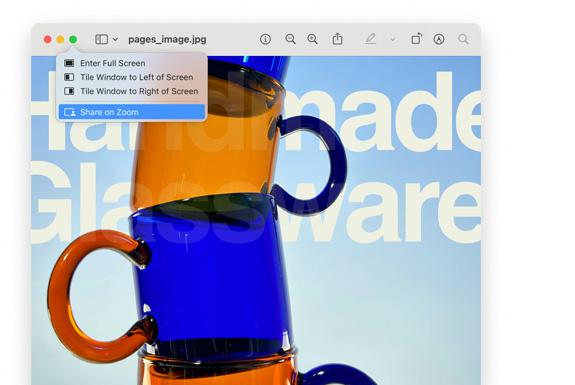 pages_image.jpg
Enter Full Screen
Tile Window to Left of Screen
Tile Window to Right of Screen
Share on Zoom
Handmade
Glassware